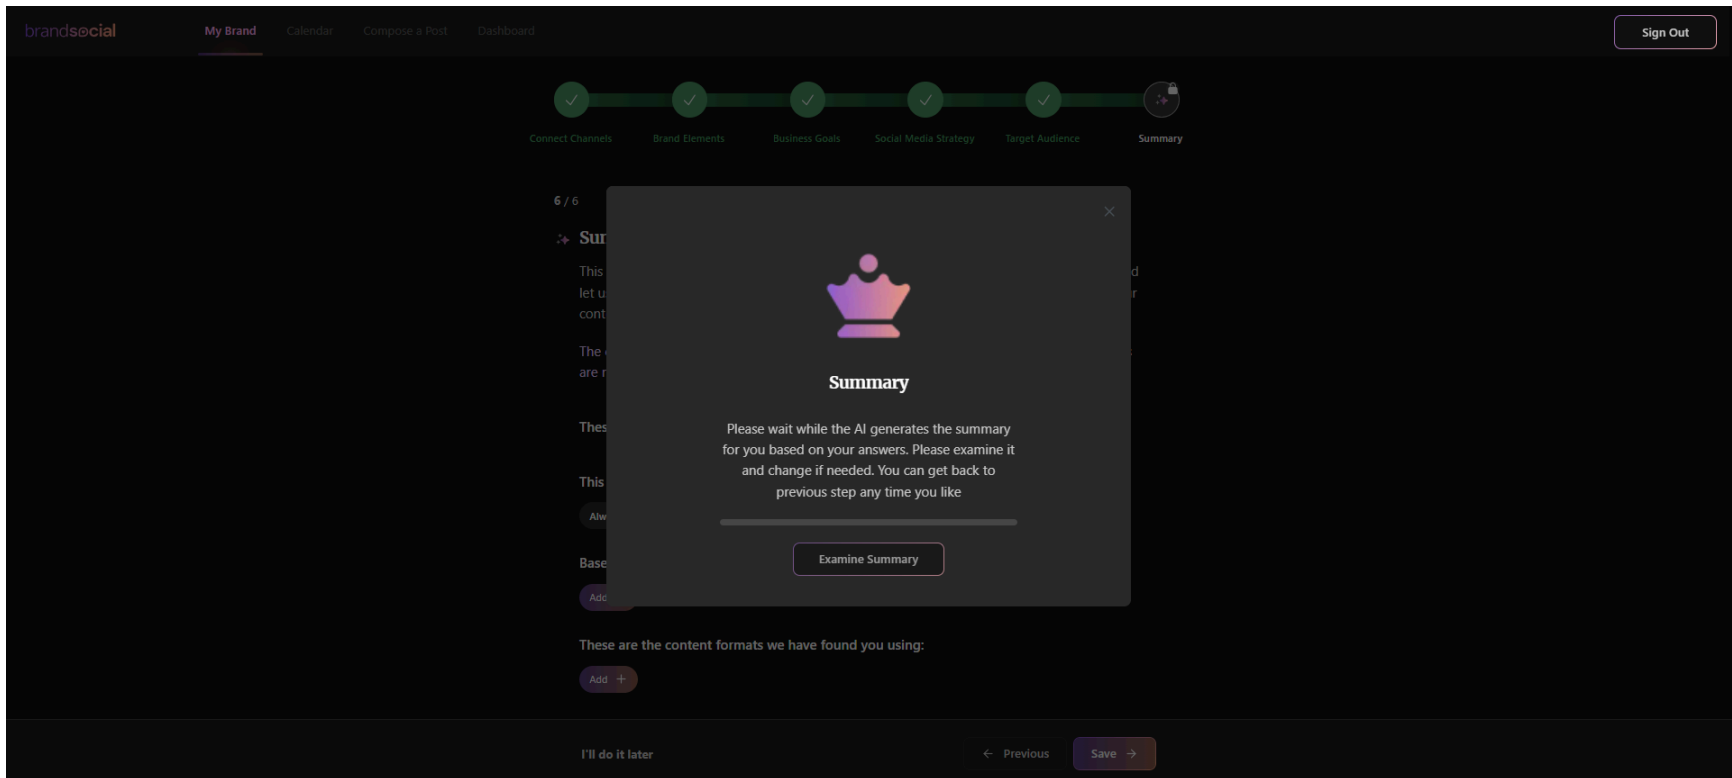 brandsocial
My Brand Calendar Compose a Post Dashboard
Sign Out
Connect Channels Brand Elements Business Goals Social Media Strategy Target Audience Summary
6 / 6
This
let
cont
The
are
Summary
Please wait while the AI generates the summary
for you based on your answers. Please examine it
and change if needed. You can get back to
previous step any time you like
Examine Summary
This
Base
Add
These are the content formats we have found you using:
Add +
I'll do it later
Previous
Save